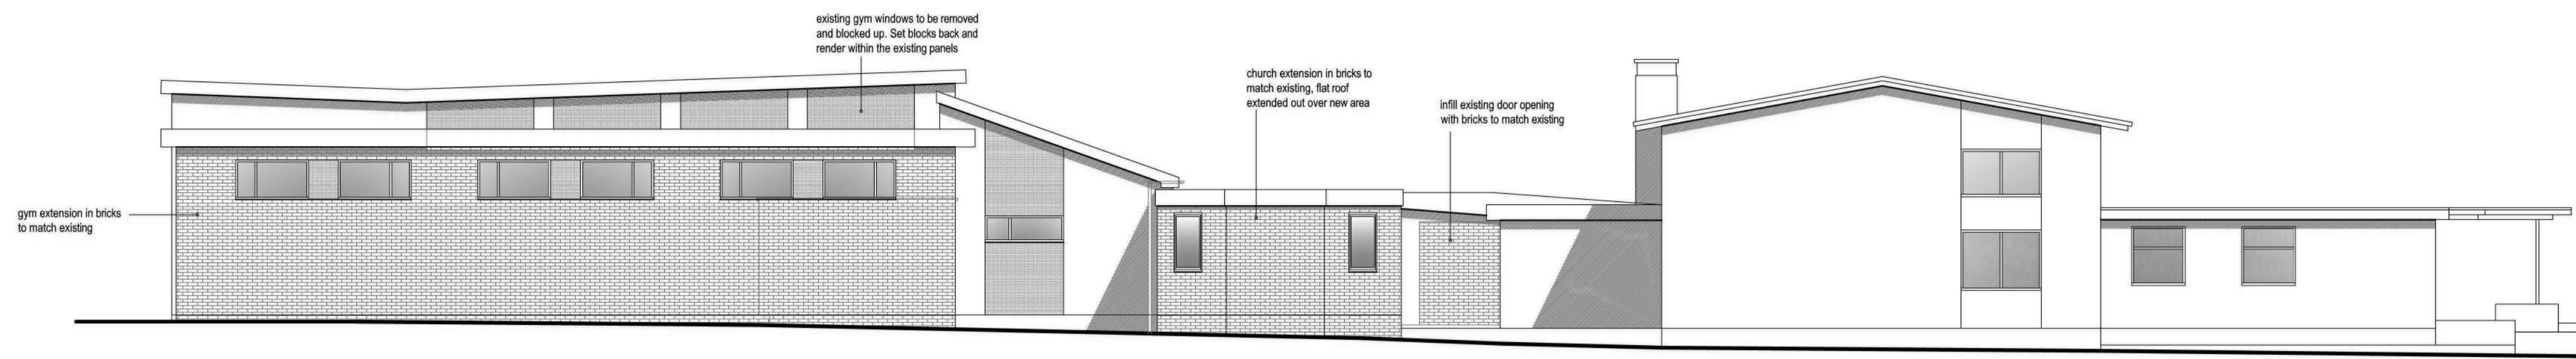 existing gym windows to be removed
and blocked up. Set blocks back and
render within the existing panels
church extension in bricks to
match existing, flat roof
extended out over new area
infill existing door opening
with bricks to match existing
gym extension in bricks
to match existing